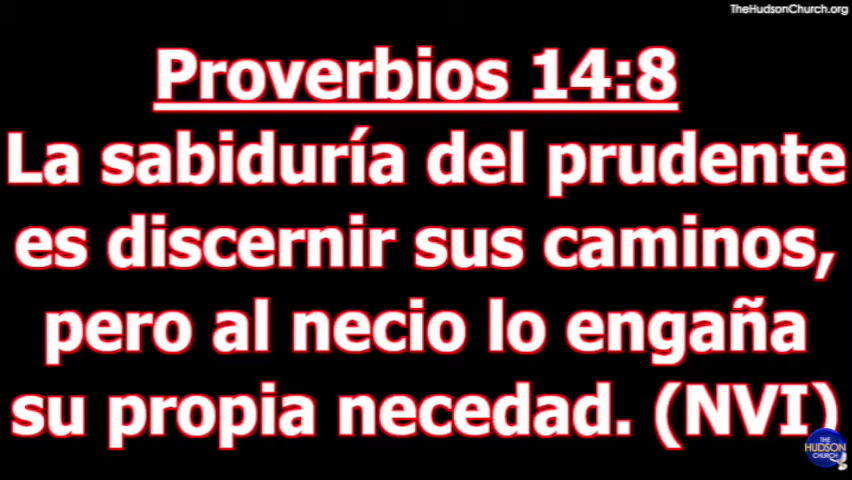 TheHudsonChurch.org
Proverbios 14:8
La sabiduría del prudente
es discernir sus caminos,
pero al necio lo engaña
su propia necedad. (NVI)
THE
HUDSON
CHURCH